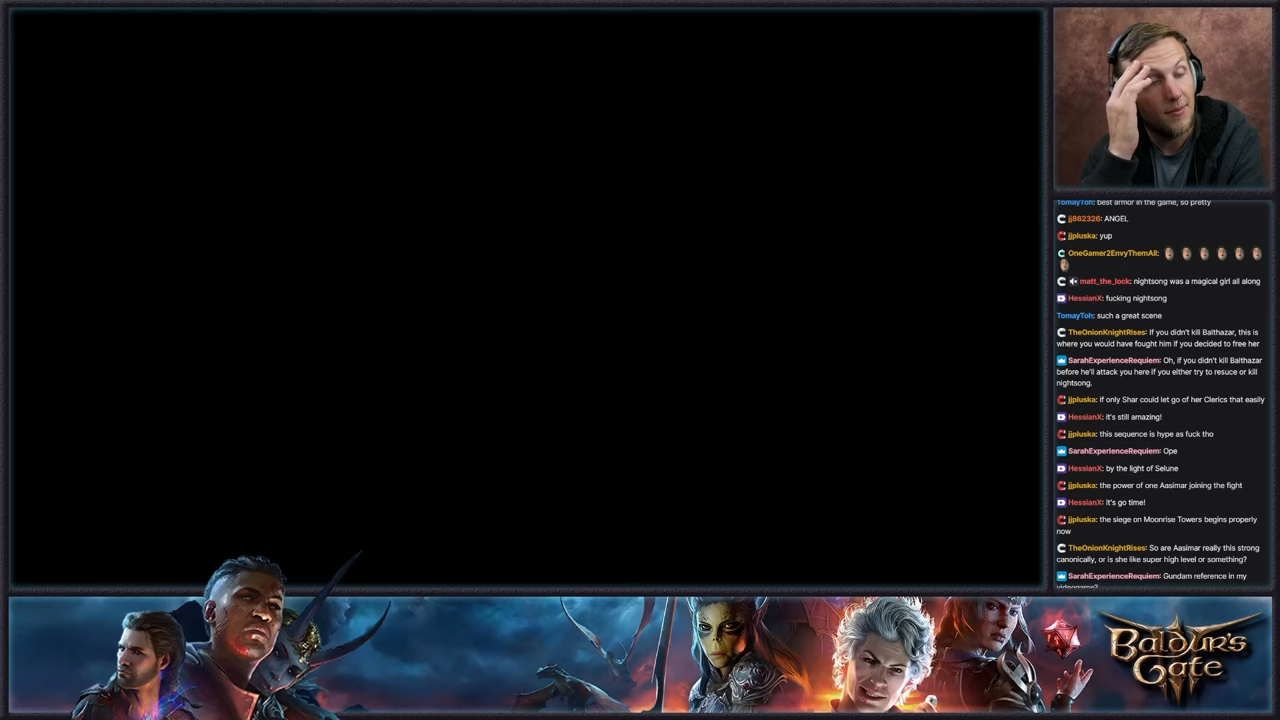 TomayToh: best armor in the game, so pretty
jj862326: ANGEL
jjpluska: yup
OneGamer2EnvyThemAll:
matt_the_lock: nightsong was a magical girl all along
HessianX: fucking nightsong
TomayToh: such a great scene
TheOnionKnightRises: If you didn't kill Balthazar, this is
where you would have fought him if you decided to free her
SarahExperienceRequiem: Oh, if you didn't kill Balthazar
before he'll attack you here if you either try to resuce or kill
nightsong.
jjpluska: if only Shar could let go of her Clerics that easily
HessianX: it's still amazing!
jjpluska: this sequence is hype as fuck tho
SarahExperienceRequiem: Ope
HessianX: by the light of Selune
jjpluska: the power of one Aasimar joining the fight
HessianX: It's go time!
jjpluska: the siege on Moonrise Towers begins properly
now
TheOnionKnightRises: So are Aasimar really this strong
canonically, or is she like super high level or something?
SarahExperienceRequiem: Gundam reference in my
videogame?
Baldur's
Gate
III